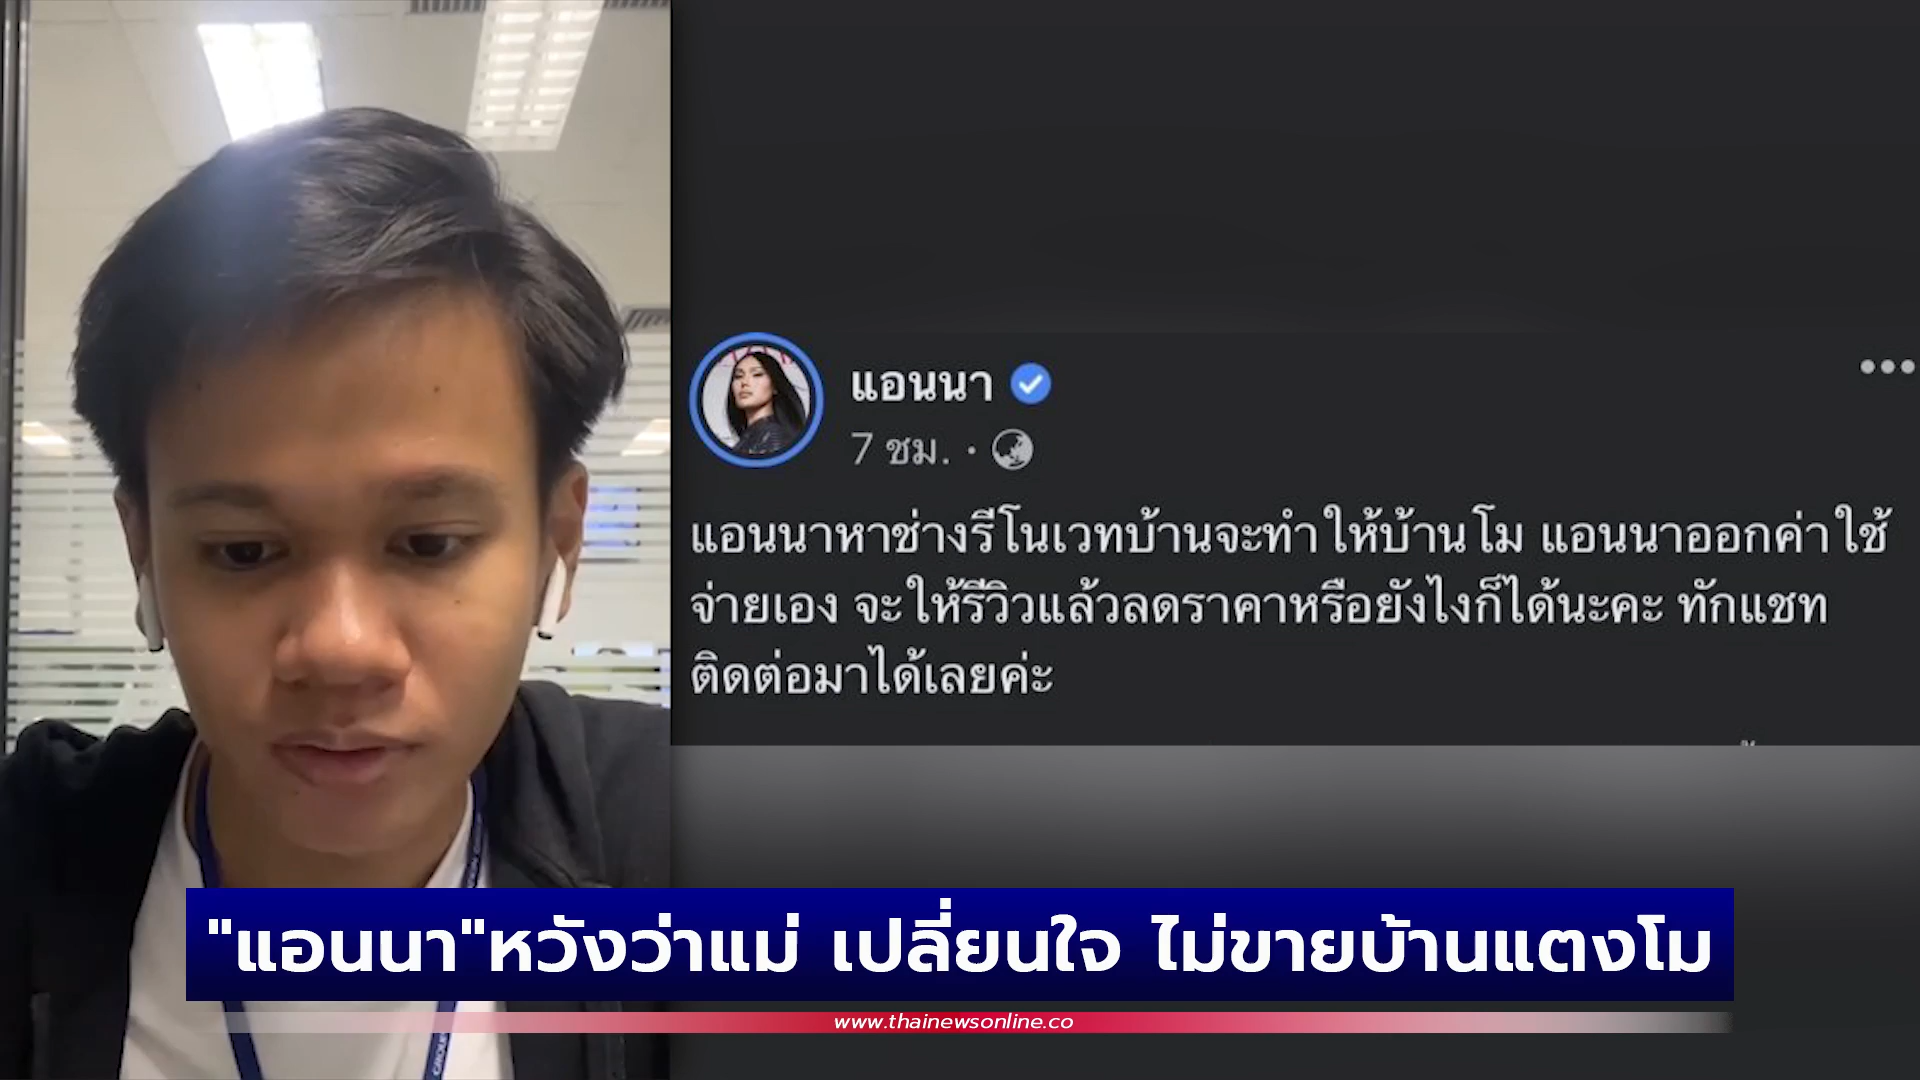 แอนนา
7 ชม.
แอนนาหาช่างรีโนเวทบ้านจะทำให้บ้านโม แอนนาออกค่าใช้
จ่ายเอง จะให้รีวิวแล้วลดราคาหรือยังไงก็ได้นะคะ ทักแชท
ติดต่อมาได้เลยค่ะ
"แอนนา"หวังว่าแม่ เปลี่ยนใจ ไม่ขายบ้านแตงโม
www.thainewsonline.co